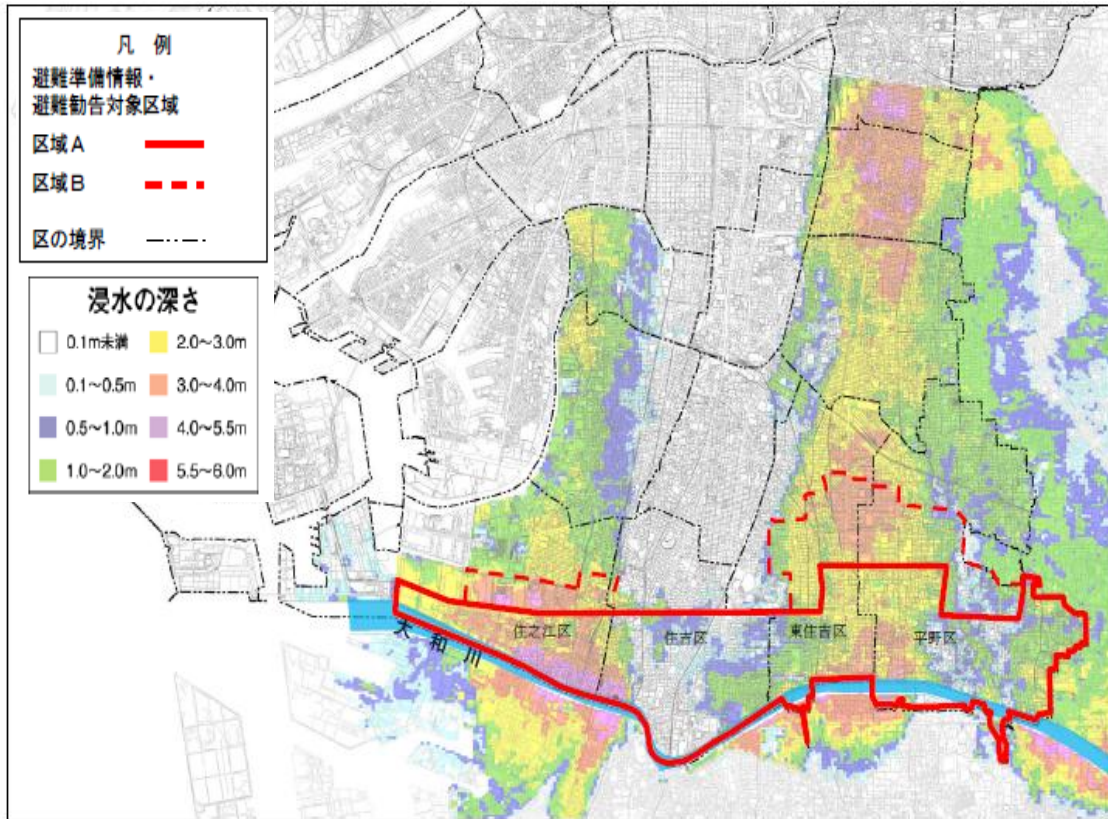 凡 例
避難準備情報・
避難勧告対象区域
区域A
区域B
区の境界
浸水の深さ
0.1m未満
2.0～3.0m
0.1～0.5m
3.0～4.0m
0.5～1.0m
4.0～5.5m
1.0～2.0m
5.5～6.0m
住之江区
住吉区
東住吉区
平野区
大和川